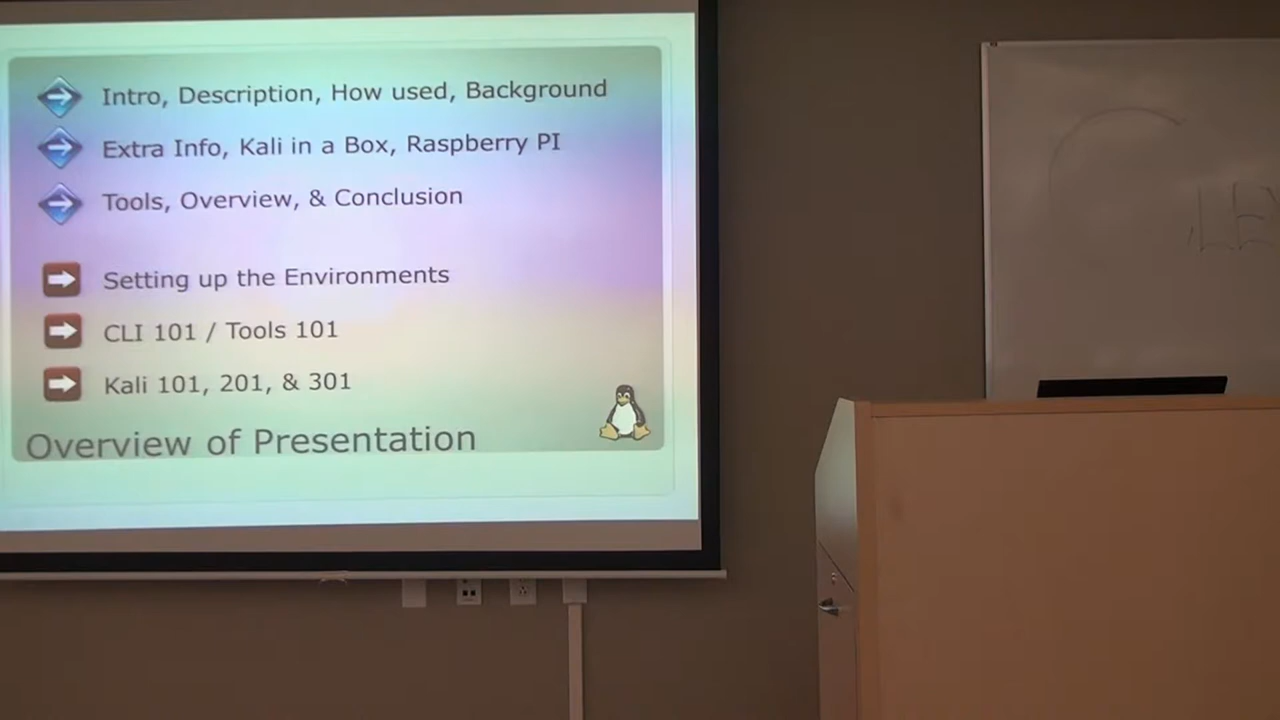 Intro, Description, How used, Background
Extra Info, Kali in a Box, Raspberry PI
Tools, Overview, & Conclusion
Setting up the Environments
CLI 101 / Tools 101
Kali 101, 201, & 301
Overview of Presentation